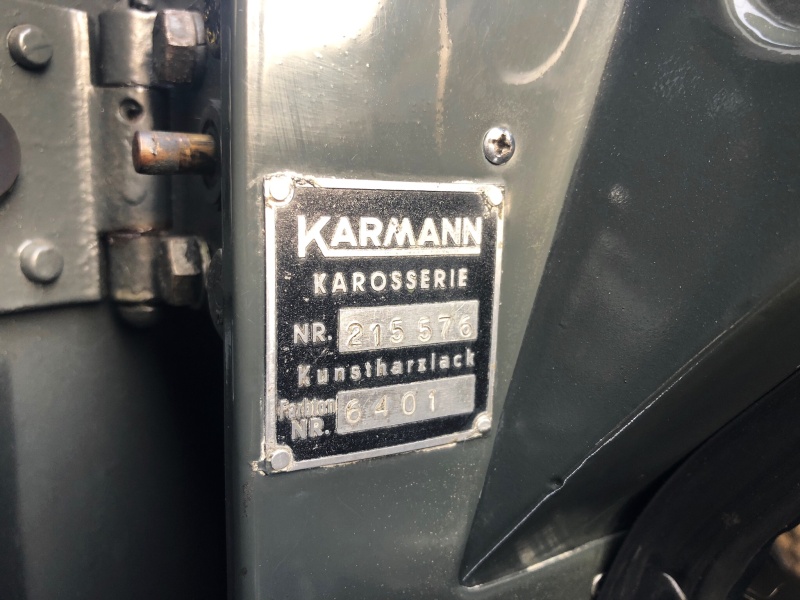 KARMANN
KAROSSERIE
NR. 215 576
Kunstharzlack
Farbton
NR. 6401